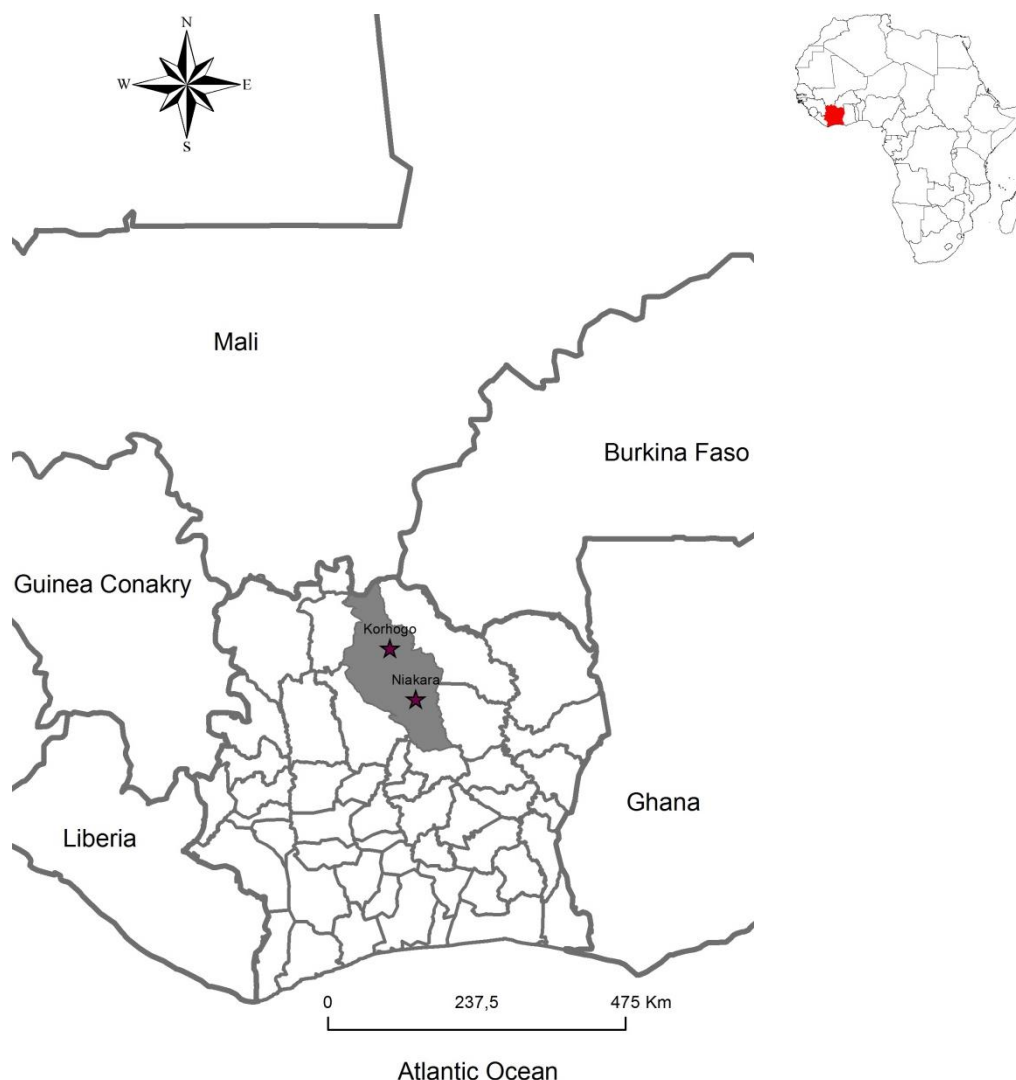 N
W E
S
Mali
Burkina Faso
Guinea Conakry
Korhogo
Niakara
Ghana
Liberia
0 237,5 475 Km
Atlantic Ocean